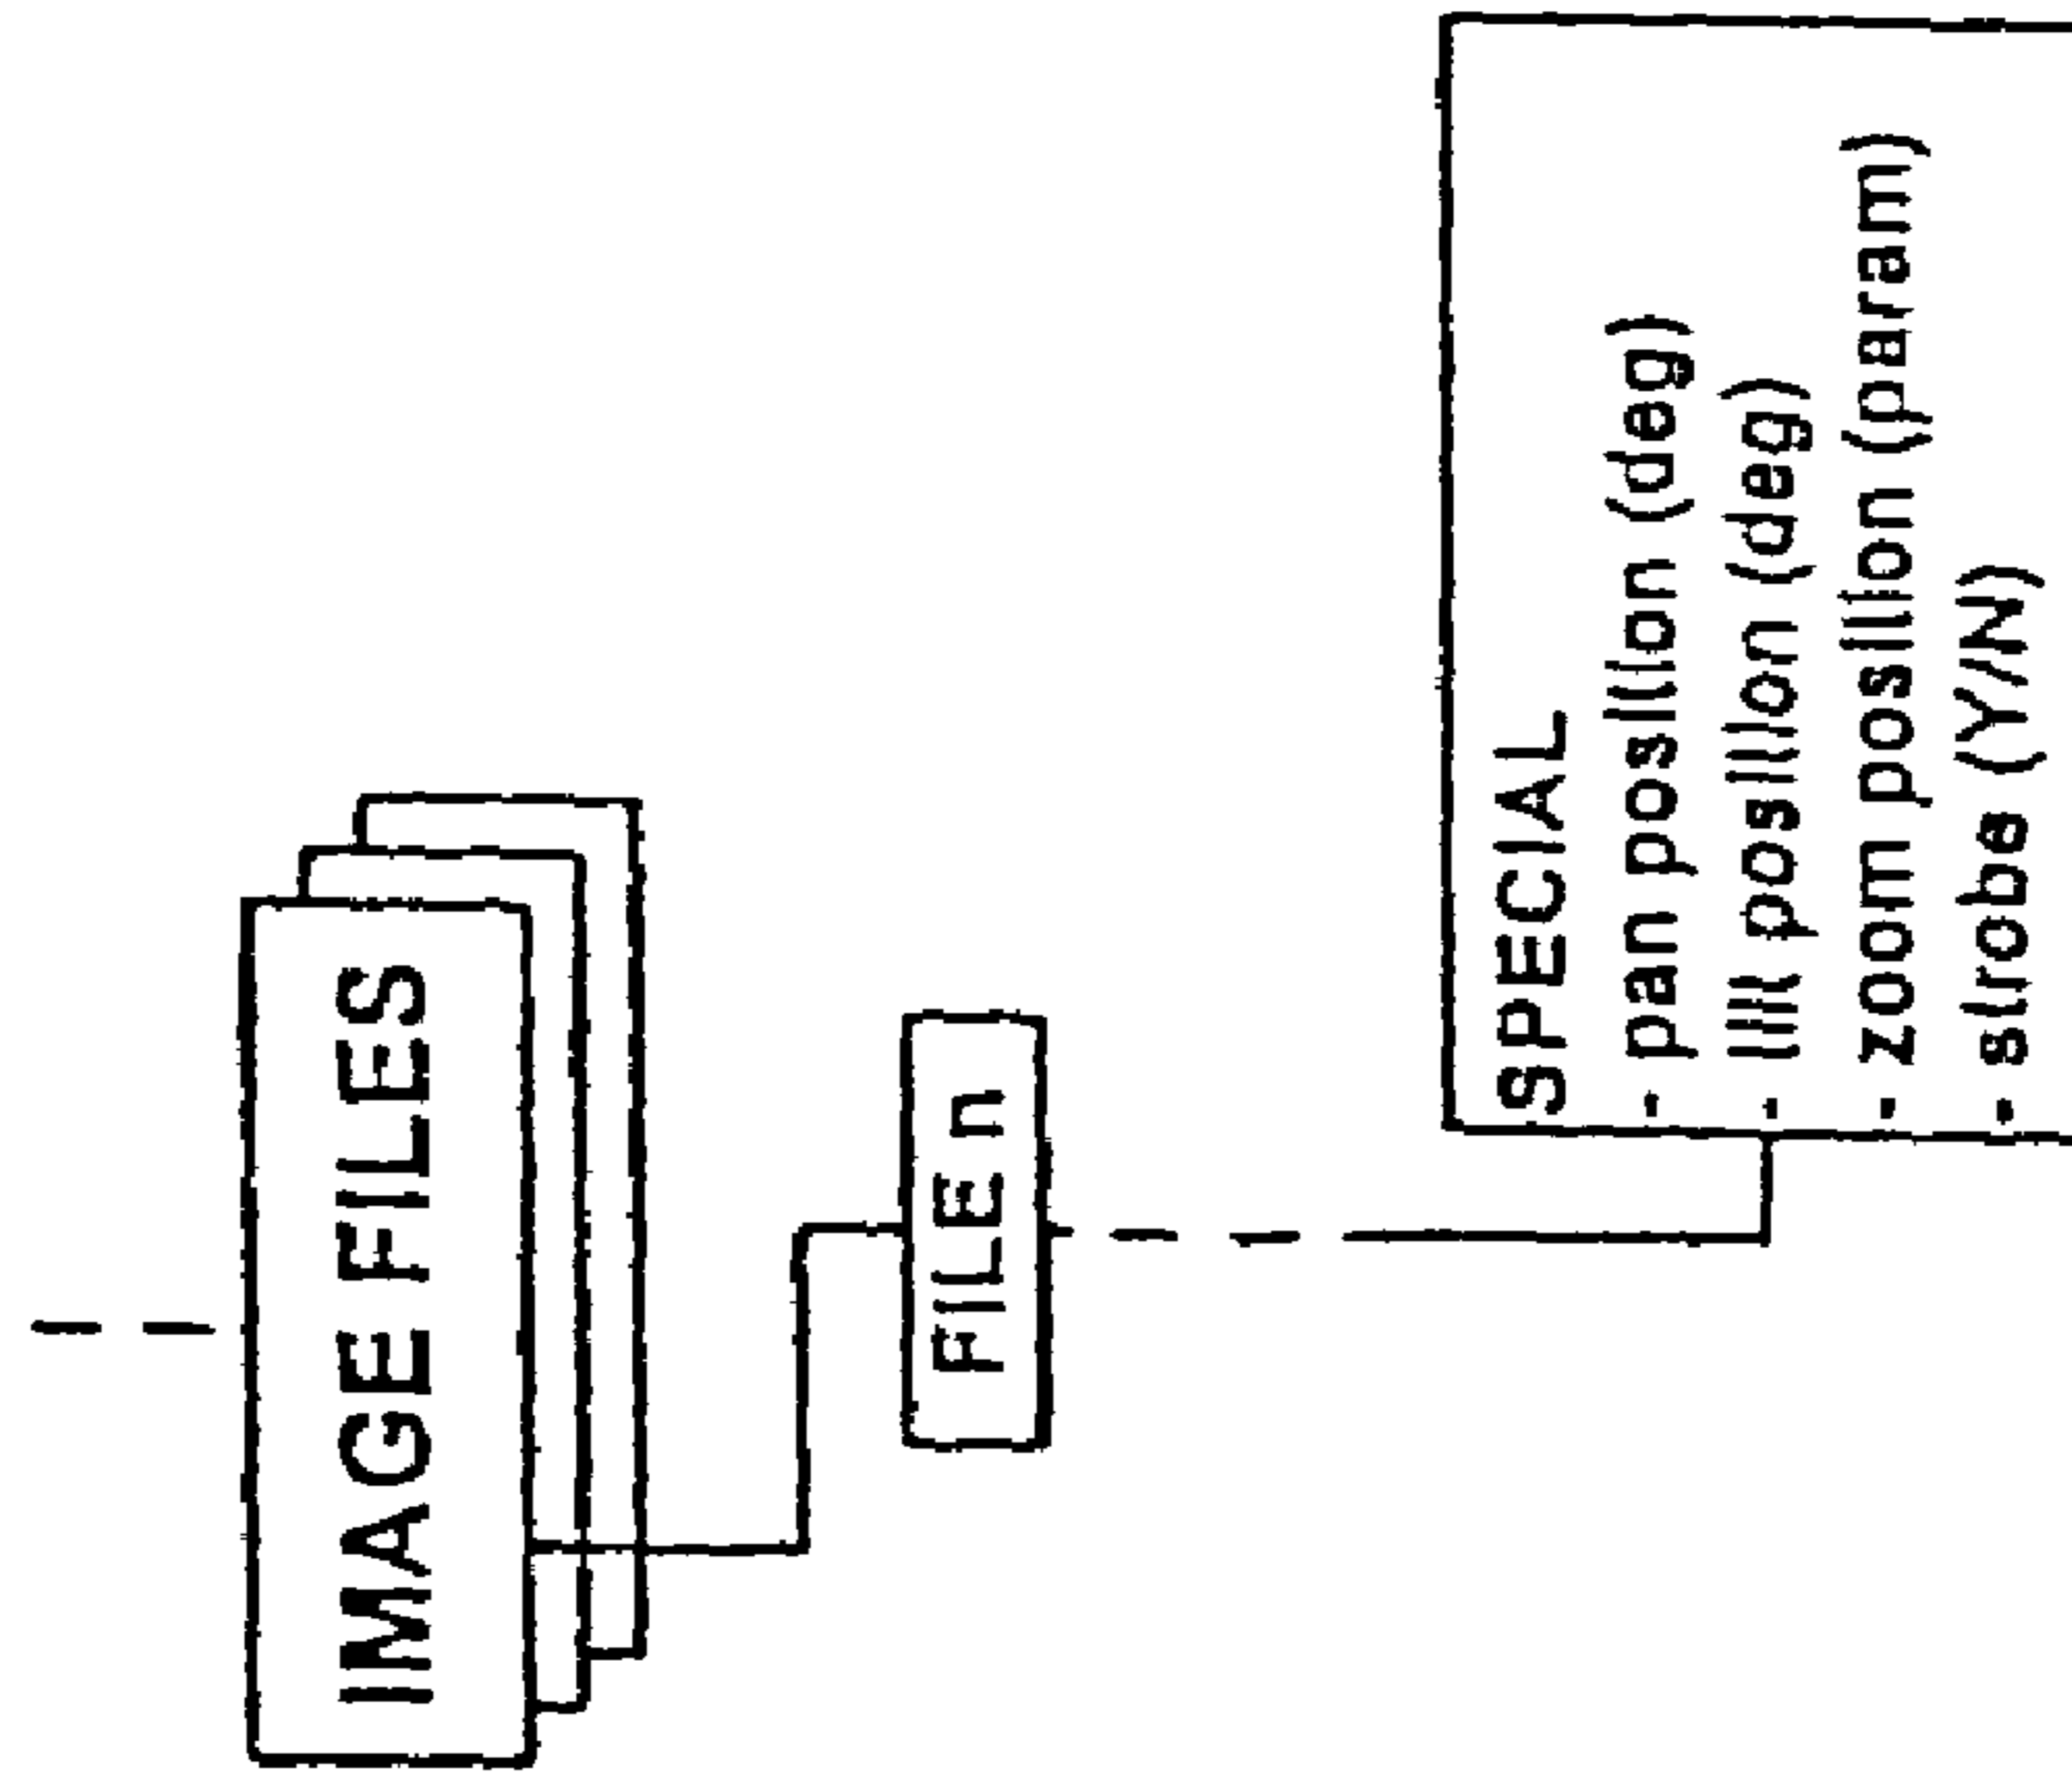 IMAGE FILES
FILE n
SPECIAL
· pan position (deg)
· tilt position (deg)
· zoom position (param)
· strobe (Y/N)